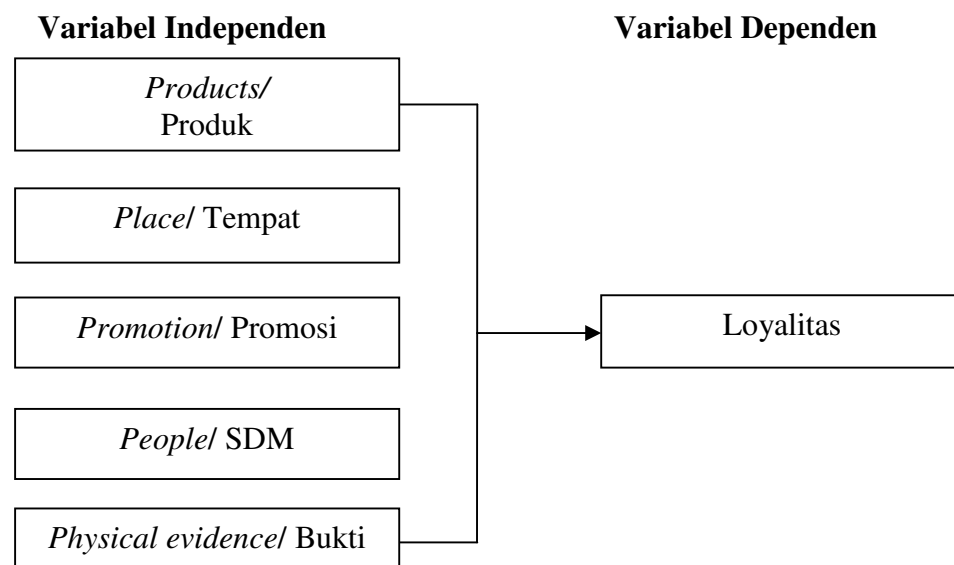 Variabel Independen
Variabel Dependen
Products/
Produk
Place/ Tempat
Promotion/ Promosi
Loyalitas
People/ SDM
Physical evidence/ Bukti